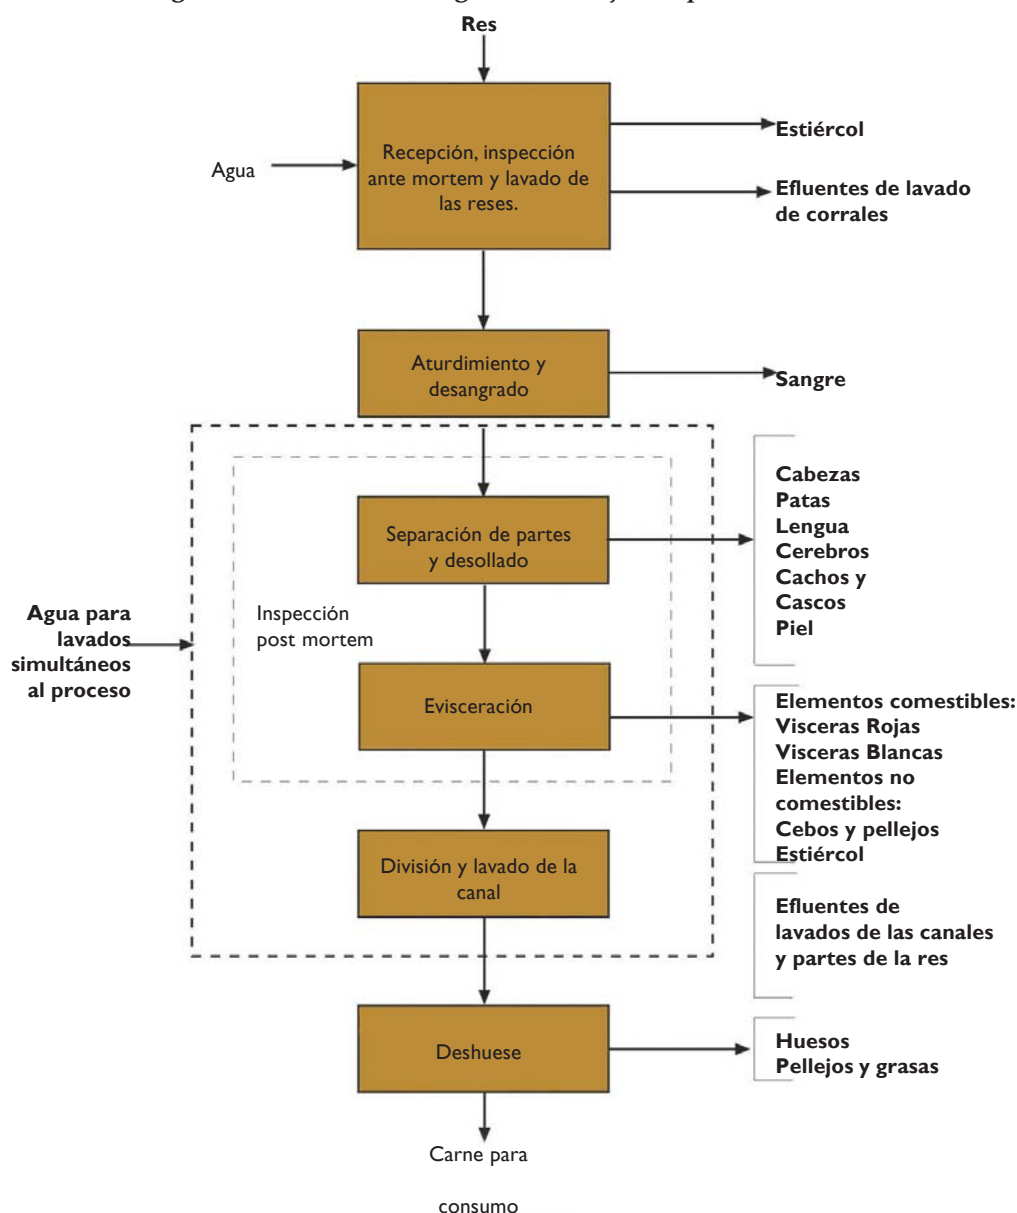 Res
Recepción, inspección
ante mortem y lavado de
las reses.
Agua
Estiércol
Efluentes de lavado
de corrales
Aturdimiento y
desangrado
Sangre
Separación de partes
y desollado
Cabezas
Patas
Lengua
Cerebros
Cachos y
Cascos
Piel
Agua para
lavados
simultáneos
al proceso
Inspección
post mortem
Evisceración
Elementos comestibles:
Visceras Rojas
Visceras Blancas
Elementos no
comestibles:
Cebos y pellejos
Estiércol
División y lavado de la
canal
Efluentes de
lavados de las canales
y partes de la res
Deshuese
Huesos
Pellejos y grasas
Carne para
consumo